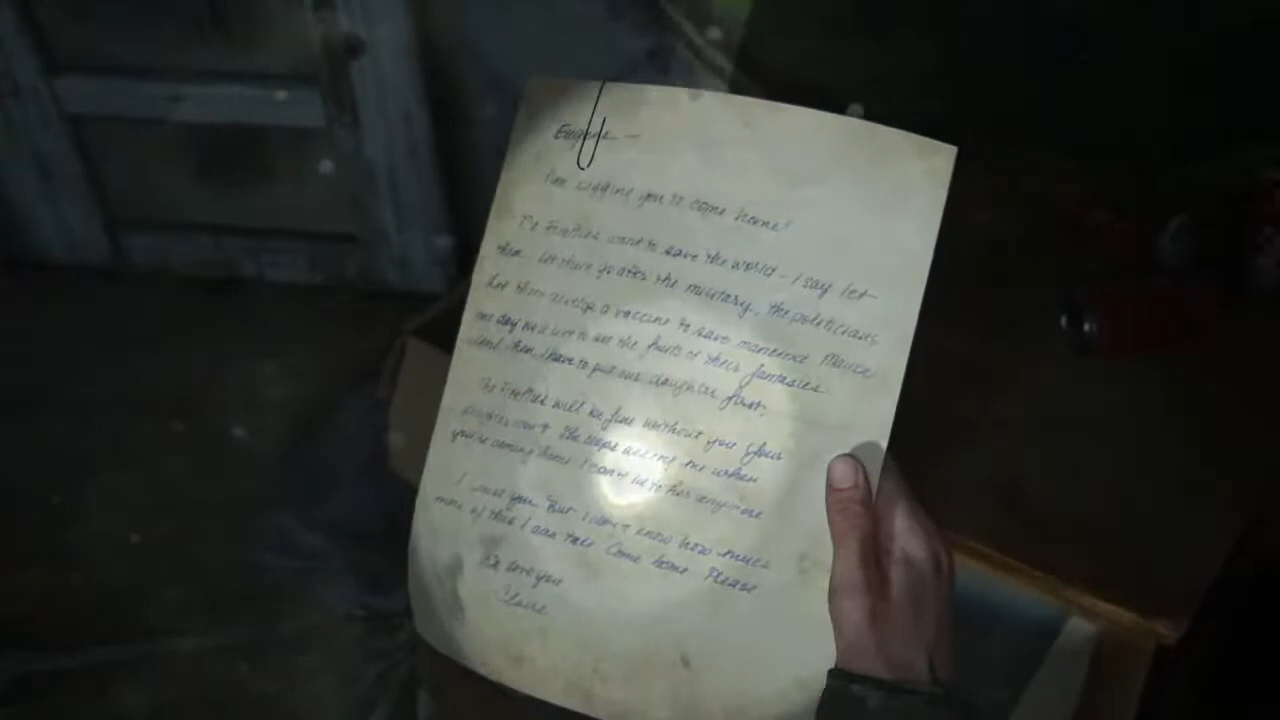 Eugene —
I'm begging you to come home!
The Fireflies want to save the world — I say let
them. Let them go after the military, the politicians,
Let them develop a vaccine to save mankind. Maybe
one day we'll live to see the fruits of their fantasies
Until then, I have to put our daughter first.
The Fireflies will be fine without you. Your
daughter won't. She keeps asking me when
you're coming home. I can't lie to her anymore
I love you. But I don't know how much
more of this I can take. Come home. Please
We love you
Claire